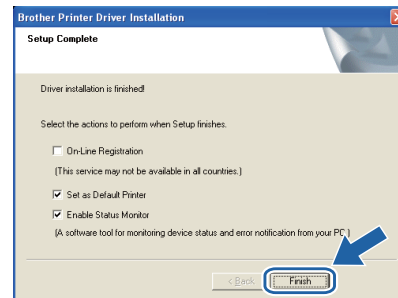 Brother Printer Driver Installation
Setup Complete
Driver installation is finished!
Select the actions to perform when Setup finishes.
On-Line Registration
(This service may not be available in all countries.)
Set as Default Printer
Enable Status Monitor
(A software tool for monitoring device status and error notification from your PC.)
< Back
Finish